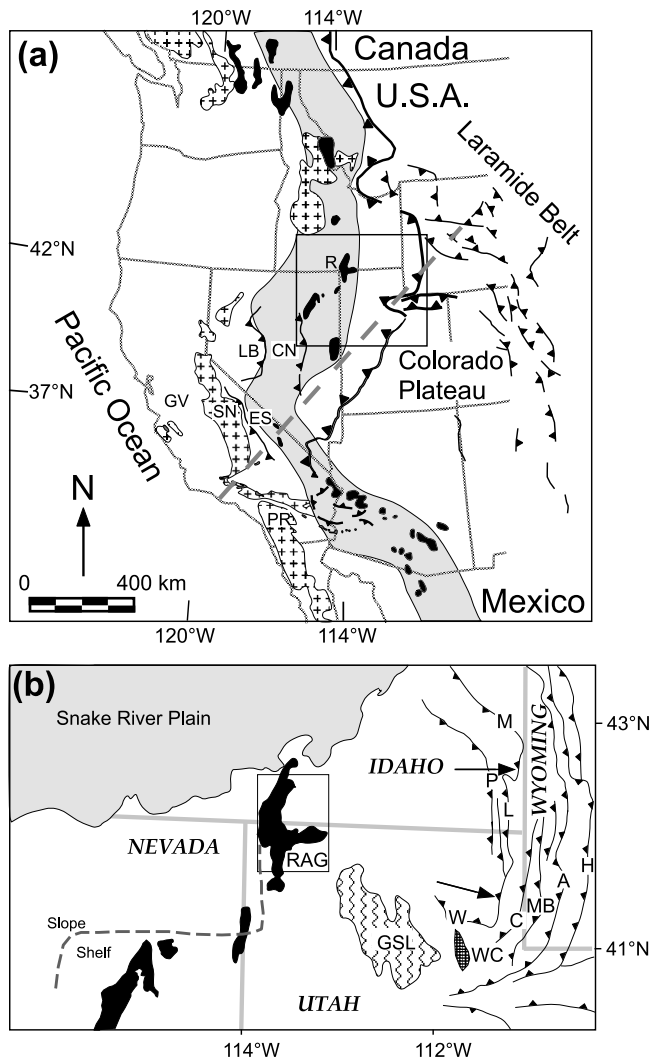 120°W 114°W
(a)
Canada
U.S.A.
Laramide Belt
42°N
R
LB CN
Colorado
Plateau
Pacific Ocean
37°N
GV
SN
ES
N
PR
0 400 km
Mexico
120°W 114°W
(b)
Snake River Plain
M
WYOMING
43°N
IDAHO
P
L
NEVADA
RAG
H
A
MB
Slope
W
C
Shelf
GSL
WC
41°N
UTAH
114°W 112°W